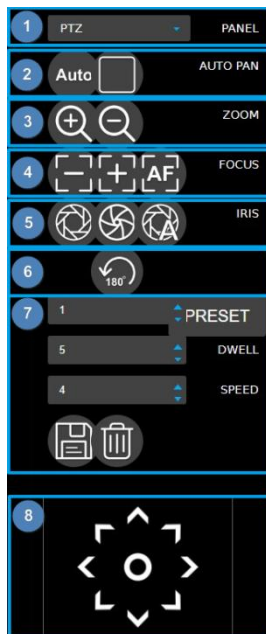 1 PTZ PANEL
2 Auto AUTO PAN
3 ZOOM
4 AF FOCUS
5 A IRIS
6 180°
7 1 PRESET
5 DWELL
4 SPEED
8